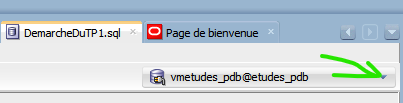 DemarcheDuTP1.sql
Page de bienvenue
vmetudes_pdb@etudes_pdb